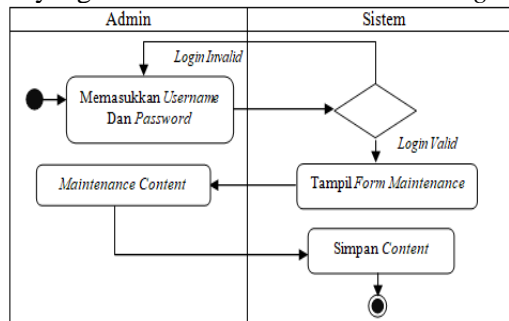 Admin
Sistem
Login Invalid
Memasukkan Username
Dan Password
Login Valid
Maintenance Content
Tampil Form Maintenance
Simpan Content